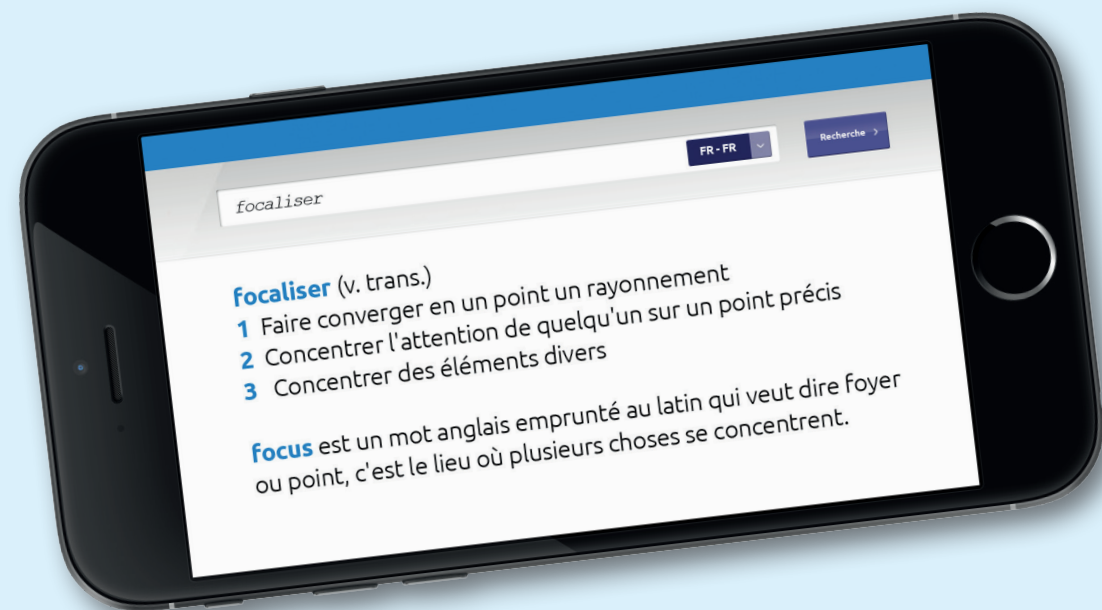 focaliser
FR - FR
Recherche
focaliser (v. trans.)
1 Faire converger en un point un rayonnement
2 Concentrer l'attention de quelqu'un sur un point précis
3 Concentrer des éléments divers
focus est un mot anglais emprunté au latin qui veut dire foyer
ou point, c'est le lieu où plusieurs choses se concentrent.